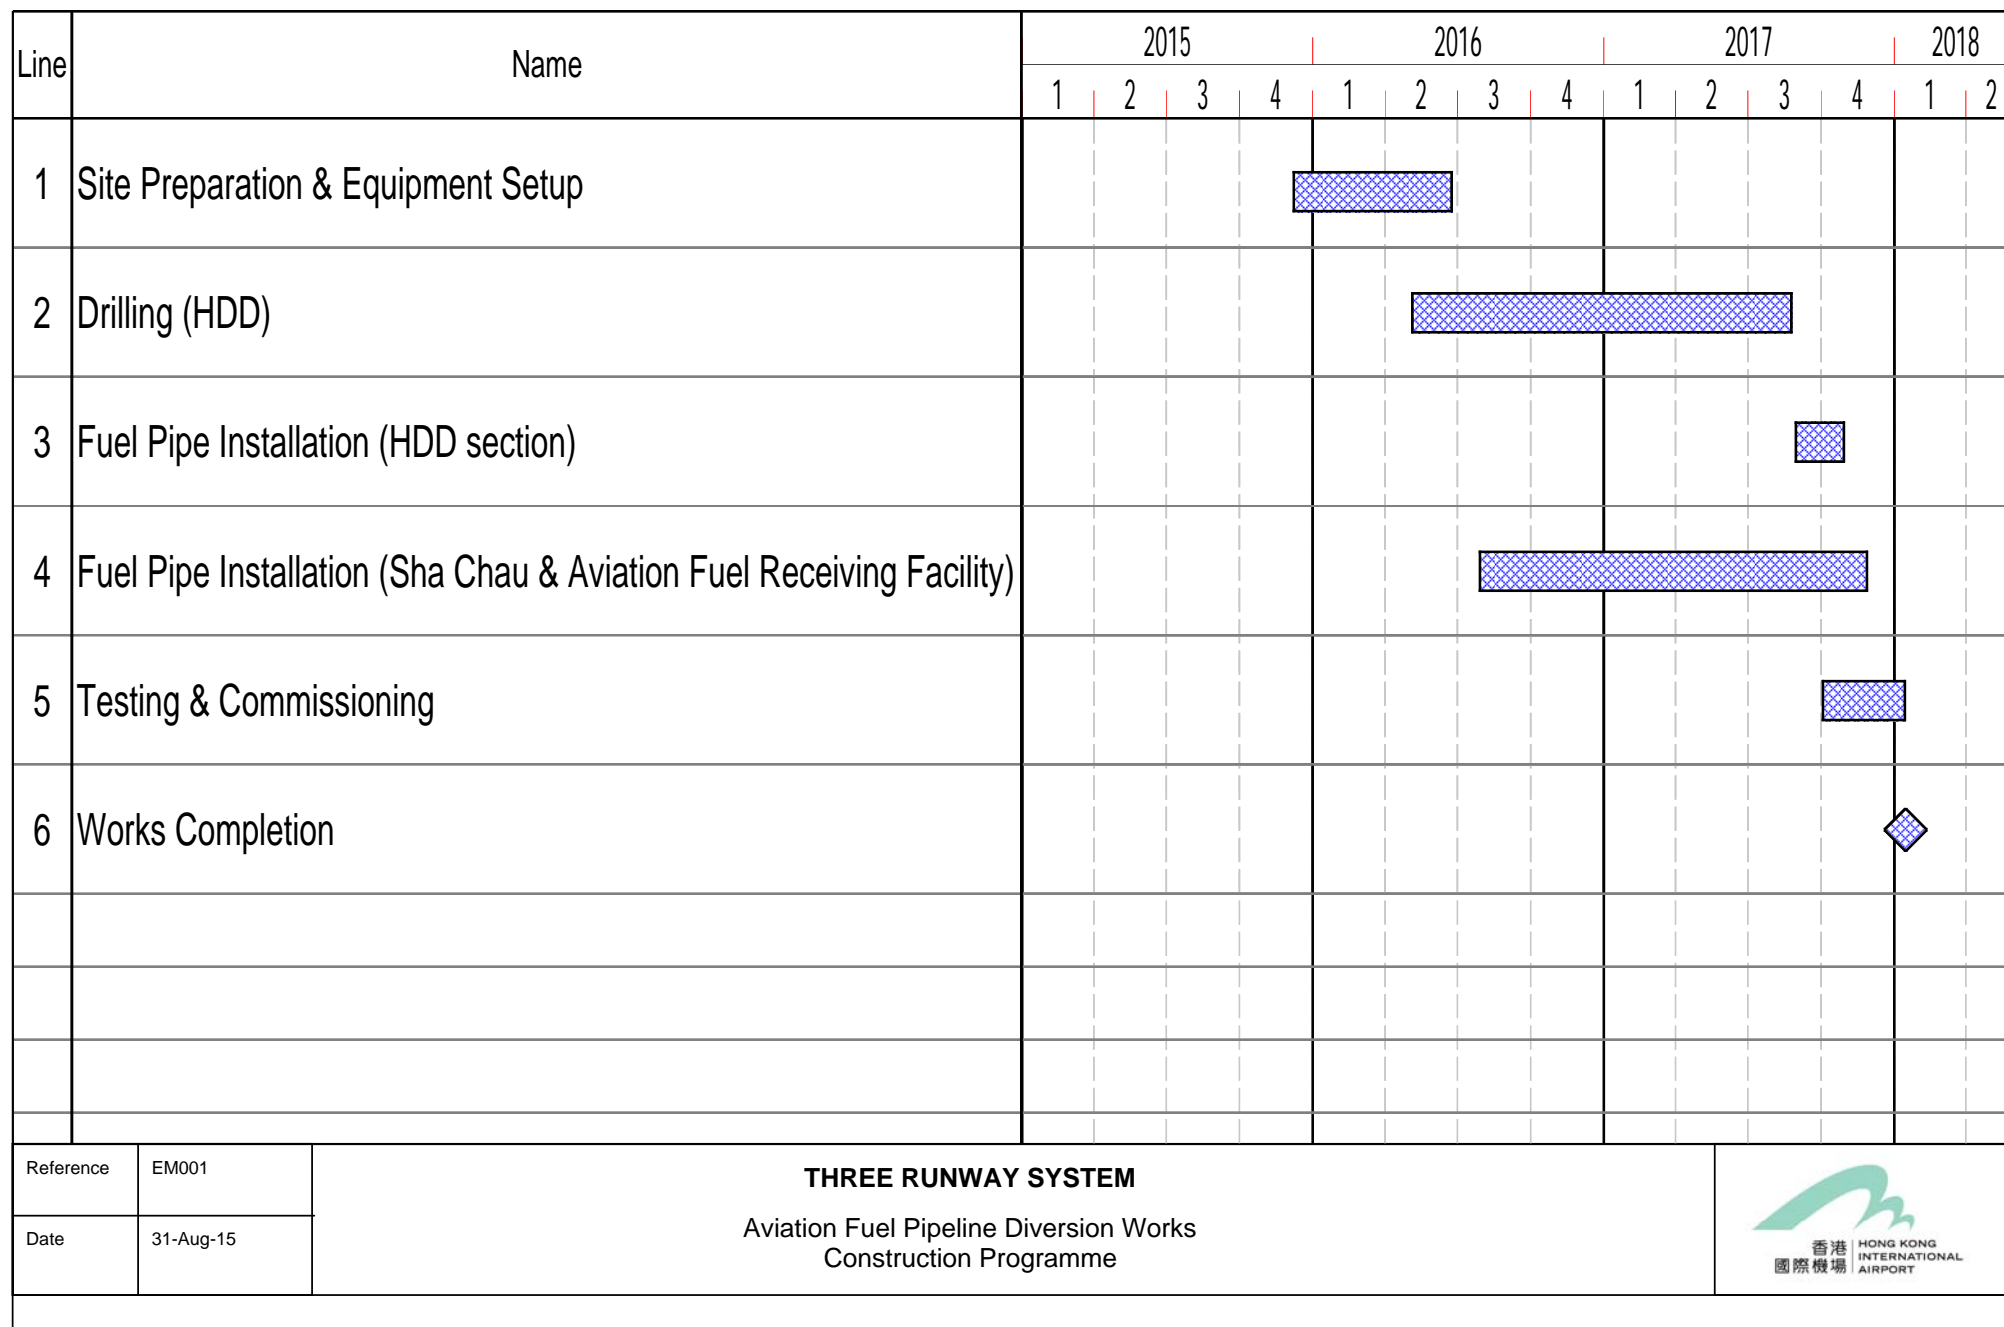 Line Name 2015 2016 2017 2018
1 2 3 4 1 2 3 4 1 2 3 4 1 2
1 Site Preparation & Equipment Setup
2 Drilling (HDD)
3 Fuel Pipe Installation (HDD section)
4 Fuel Pipe Installation (Sha Chau & Aviation Fuel Receiving Facility)
5 Testing & Commissioning
6 Works Completion
Reference EM001
Date 31-Aug-15
THREE RUNWAY SYSTEM
Aviation Fuel Pipeline Diversion Works
Construction Programme
香港
國際機場
HONG KONG
INTERNATIONAL
AIRPORT